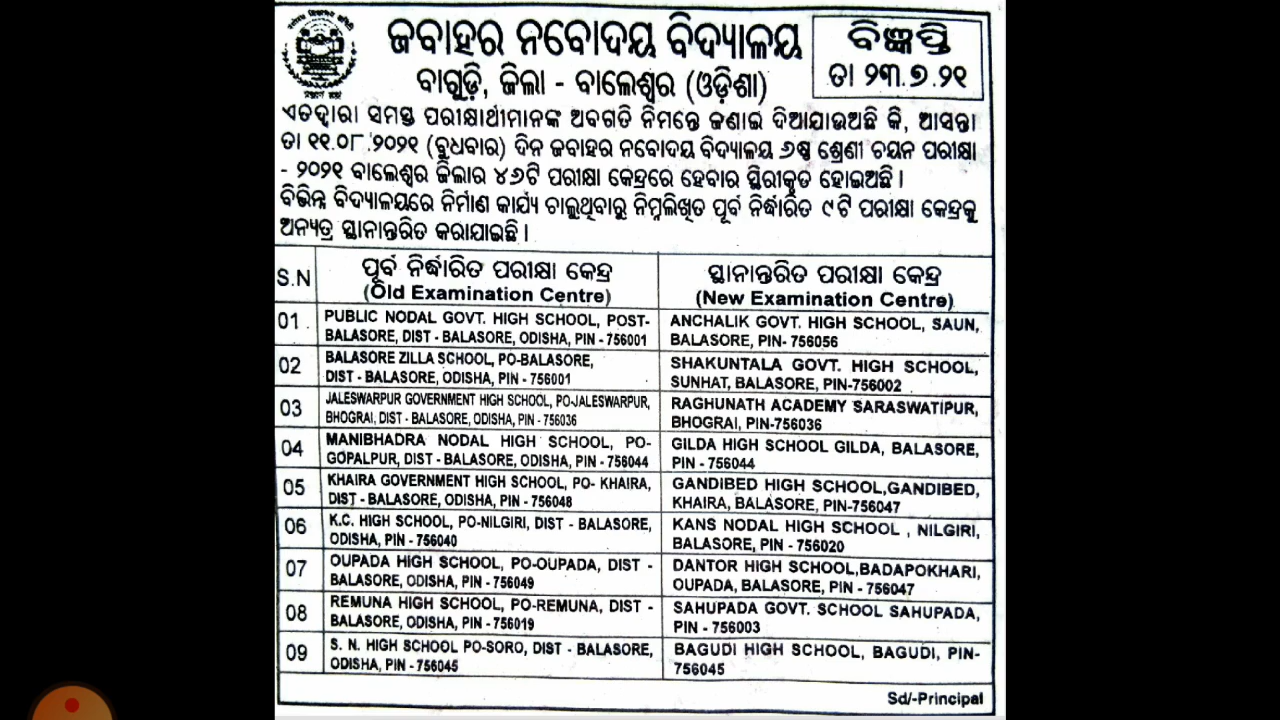 ଜବାହର ନବୋଦୟ ବିଦ୍ୟାଳୟ
ବାଗୁଡ଼ି, ଜିଲା - ବାଲେଶ୍ୱର (ଓଡ଼ିଶା)
ବିଜ୍ଞପ୍ତି
ତା ୨୩.୭.୨୧
ଏତଦ୍ଦ୍ୱାରା ସମସ୍ତ ପରୀକ୍ଷାର୍ଥୀମାନଙ୍କ ଅବଗତି ନିମନ୍ତେ ଜଣାଇ ଦିଆଯାଉଅଛି କି, ଆସନ୍ତା
ତା ୧୧.୦୮.୨୦୨୧ (ବୁଧବାର) ଦିନ ଜବାହର ନବୋଦୟ ବିଦ୍ୟାଳୟ ୬ଷ୍ଠ ଶ୍ରେଣୀ ଚୟନ ପରୀକ୍ଷା
- ୨୦୨୧ ବାଲେଶ୍ୱର ଜିଲାର ୪୬ଟି ପରୀକ୍ଷା କେନ୍ଦ୍ରରେ ହେବାର ସ୍ଥିରୀକୃତ ହୋଇଅଛି।
ବିଭିନ୍ନ ବିଦ୍ୟାଳୟରେ ନିର୍ମାଣ କାର୍ଯ୍ୟ ଚାଲୁଥିବାରୁ ନିମ୍ନଲିଖିତ ପୂର୍ବ ନିର୍ଦ୍ଧାରିତ ୯ଟି ପରୀକ୍ଷା କେନ୍ଦ୍ରକୁ
ଅନ୍ୟତ୍ର ସ୍ଥାନାନ୍ତରିତ କରାଯାଇଛି।
S.N
ପୂର୍ବ ନିର୍ଦ୍ଧାରିତ ପରୀକ୍ଷା କେନ୍ଦ୍ର
(Old Examination Centre)
ସ୍ଥାନାନ୍ତରିତ ପରୀକ୍ଷା କେନ୍ଦ୍ର
(New Examination Centre)
01
PUBLIC NODAL GOVT. HIGH SCHOOL, POST-
BALASORE, DIST - BALASORE, ODISHA, PIN - 756001
ANCHALIK GOVT. HIGH SCHOOL, SAUN,
BALASORE, PIN- 756056
02
BALASORE ZILLA SCHOOL, PO-BALASORE,
DIST - BALASORE, ODISHA, PIN - 756001
SHAKUNTALA GOVT. HIGH SCHOOL,
SUNHAT, BALASORE, PIN-756002
03
JALESWARPUR GOVERNMENT HIGH SCHOOL, PO-JALESWARPUR,
BHOGRAI, DIST - BALASORE, ODISHA, PIN - 756036
RAGHUNATH ACADEMY SARASWATIPUR,
BHOGRAI, PIN-756036
04
MANIBHADRA NODAL HIGH SCHOOL, PO-
GOPALPUR, DIST - BALASORE, ODISHA, PIN - 756044
GILDA HIGH SCHOOL GILDA, BALASORE,
PIN - 756044
05
KHAIRA GOVERNMENT HIGH SCHOOL, PO- KHAIRA,
DIST - BALASORE, ODISHA, PIN - 756048
GANDIBED HIGH SCHOOL,GANDIBED,
KHAIRA, BALASORE, PIN-756047
06
K.C. HIGH SCHOOL, PO-NILGIRI, DIST - BALASORE,
ODISHA, PIN - 756040
KANS NODAL HIGH SCHOOL , NILGIRI,
BALASORE, PIN - 756020
07
OUPADA HIGH SCHOOL, PO-OUPADA, DIST -
BALASORE, ODISHA, PIN - 756049
DANTOR HIGH SCHOOL,BADAPOKHARI,
OUPADA, BALASORE, PIN - 756047
08
REMUNA HIGH SCHOOL, PO-REMUNA, DIST -
BALASORE, ODISHA, PIN - 756019
SAHUPADA GOVT. SCHOOL SAHUPADA,
PIN - 756003
09
S. N. HIGH SCHOOL PO-SORO, DIST - BALASORE,
ODISHA, PIN - 756045
BAGUDI HIGH SCHOOL, BAGUDI, PIN-
756045
Sd/-Principal